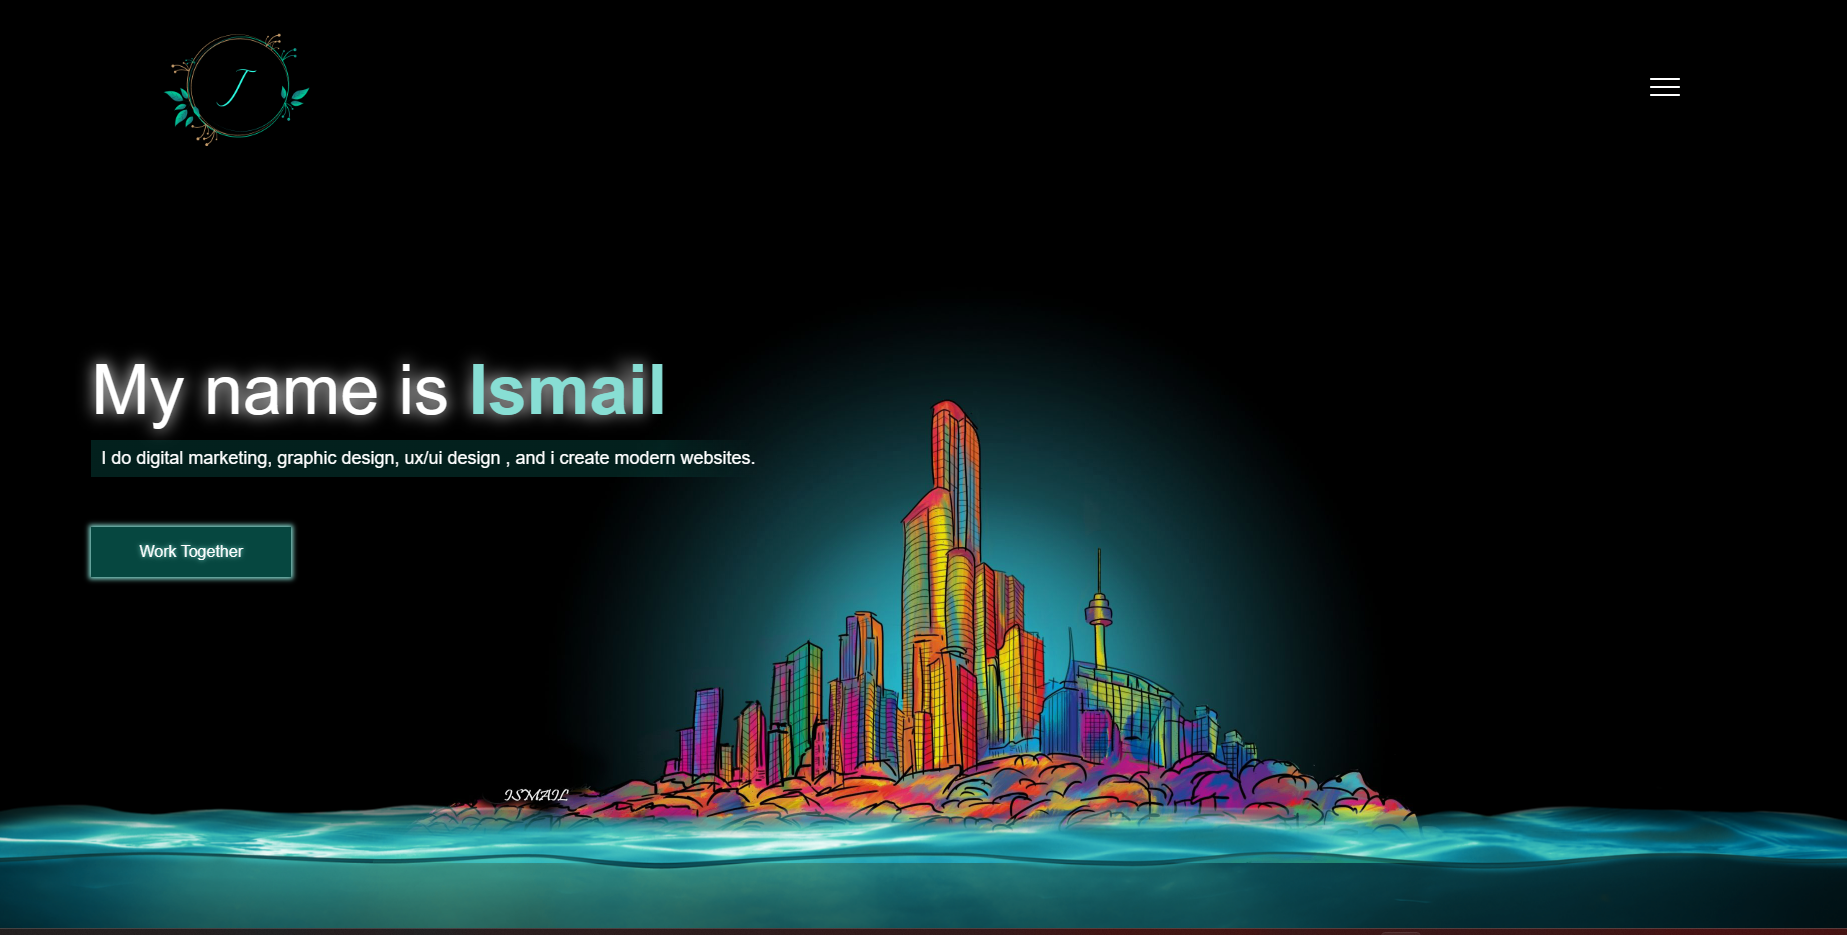 I
My name is Ismail
I do digital marketing, graphic design, ux/ui design , and i create modern websites.
Work Together
ISMAIL